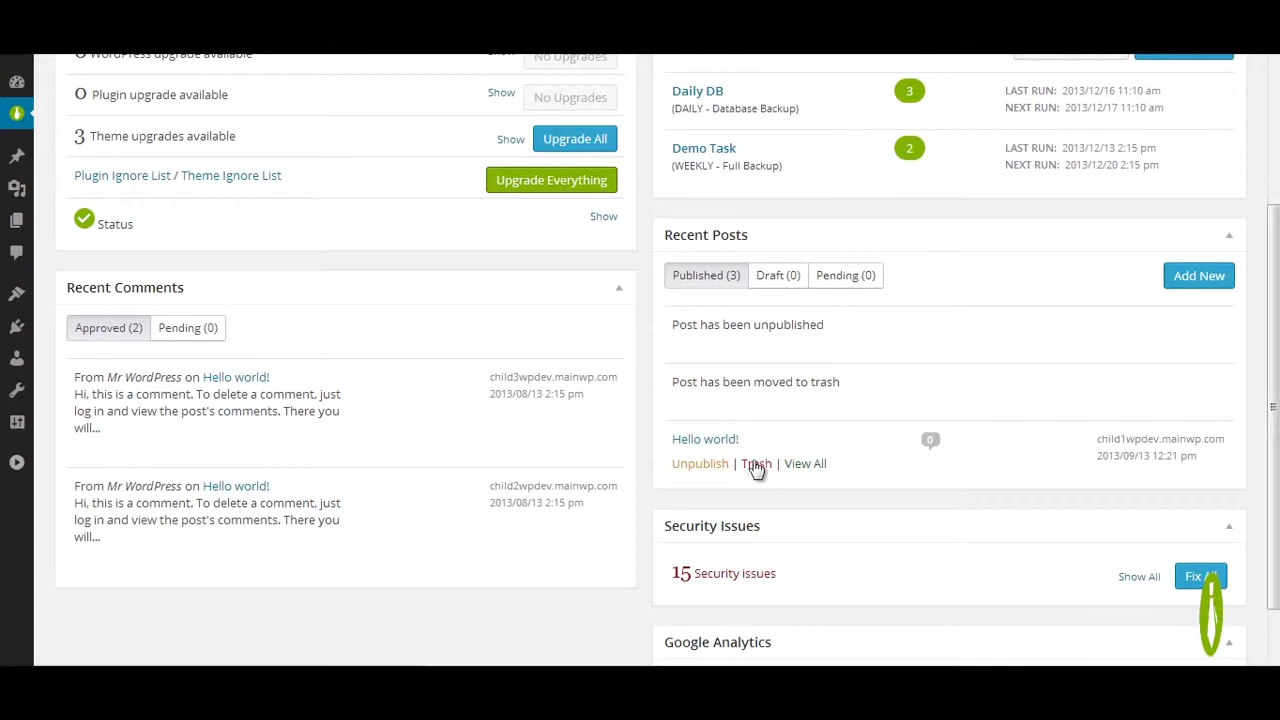 WordPress upgrade available
Show
No Upgrades
0 Plugin upgrade available
Show
No Upgrades
3 Theme upgrades available
Show
Upgrade All
Plugin Ignore List / Theme Ignore List
Upgrade Everything
Status
Show
Recent Comments
Approved (2)
Pending (0)
From Mr WordPress on Hello world!
Hi, this is a comment. To delete a comment, just
log in and view the post's comments. There you
will...
child3wpdev.mainwp.com
2013/08/13 2:15 pm
From Mr WordPress on Hello world!
Hi, this is a comment. To delete a comment, just
log in and view the post's comments. There you
will...
child2wpdev.mainwp.com
2013/08/13 2:15 pm
Daily DB
(DAILY - Database Backup)
3
LAST RUN: 2013/12/16 11:10 am
NEXT RUN: 2013/12/17 11:10 am
Demo Task
(WEEKLY - Full Backup)
2
LAST RUN: 2013/12/13 2:15 pm
NEXT RUN: 2013/12/20 2:15 pm
Recent Posts
Published (3)
Draft (0)
Pending (0)
Add New
Post has been unpublished
Post has been moved to trash
Hello world!
0
child1wpdev.mainwp.com
2013/09/13 12:21 pm
Unpublish | Trash | View All
Security Issues
15 Security issues
Show All
Fix All
Google Analytics